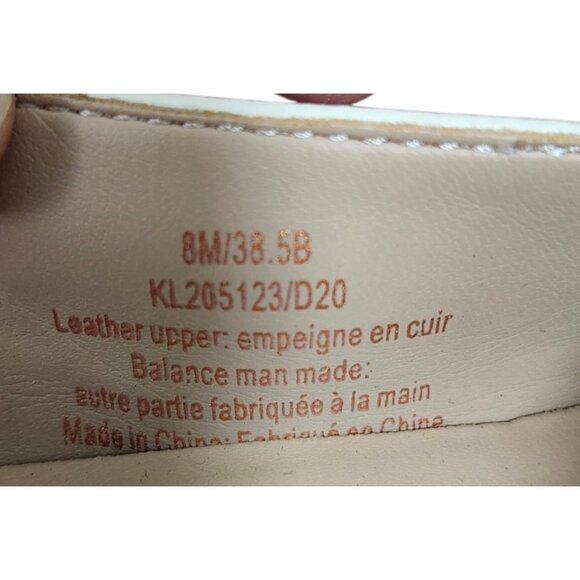 8M/38.5B
KL205123/D20
Leather upper: empeigne en cuir
Balance man made:
autre partie fabriquée à la main
Made in China: Fabriqué en China